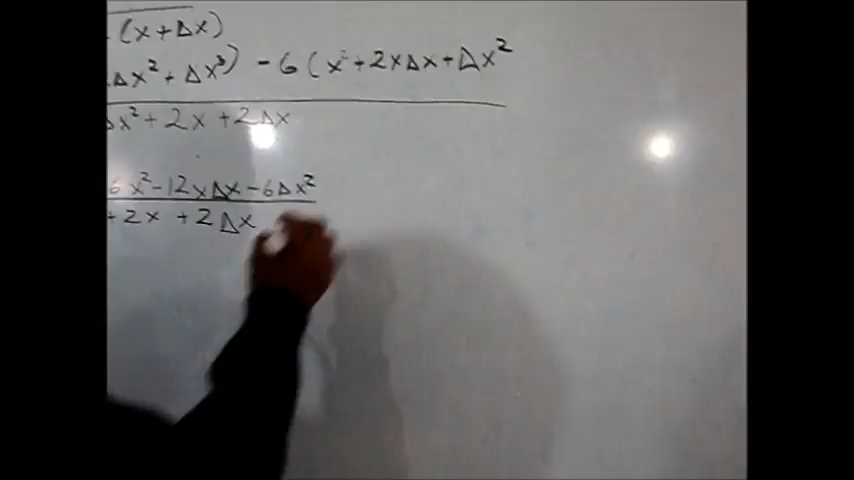 (x+Δx)
Δx² + Δx³) - 6(x²+2xΔx+Δx²
Δx² + 2x + 2Δx
6x²-12xΔx-6Δx²
+ 2x + 2Δx